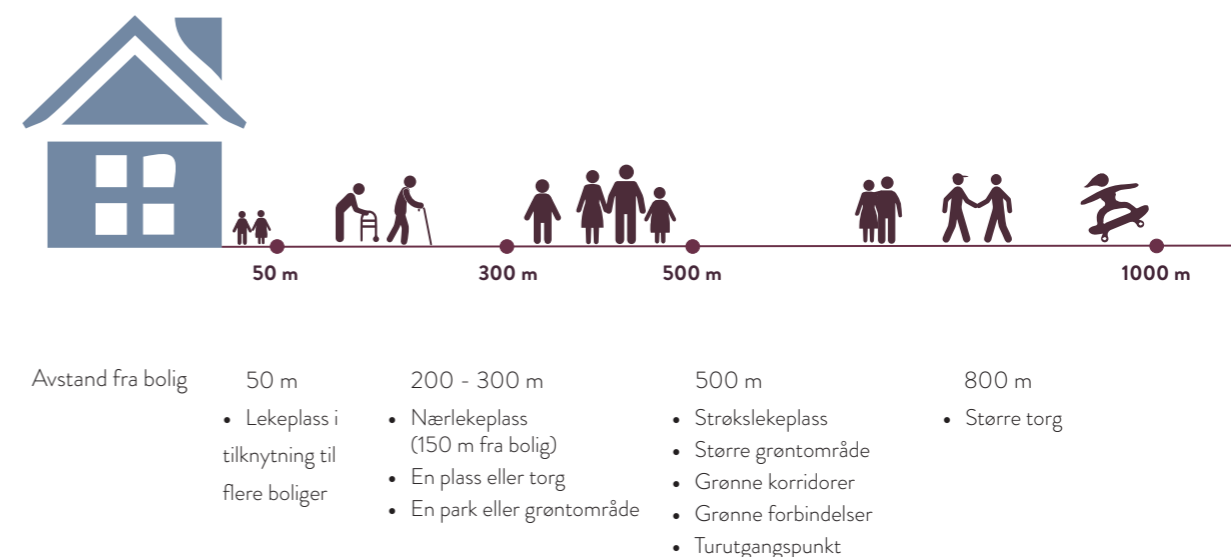 50 m
300 m
500 m
1000 m
Avstand fra bolig
50 m
• Lekeplass i
tilknytning til
flere boliger
200 - 300 m
• Nærlekeplass
(150 m fra bolig)
• En plass eller torg
• En park eller grøntområde
500 m
• Strøkslekeplass
• Større grøntområde
• Grønne korridorer
• Grønne forbindelser
• Turutgangspunkt
800 m
• Større torg